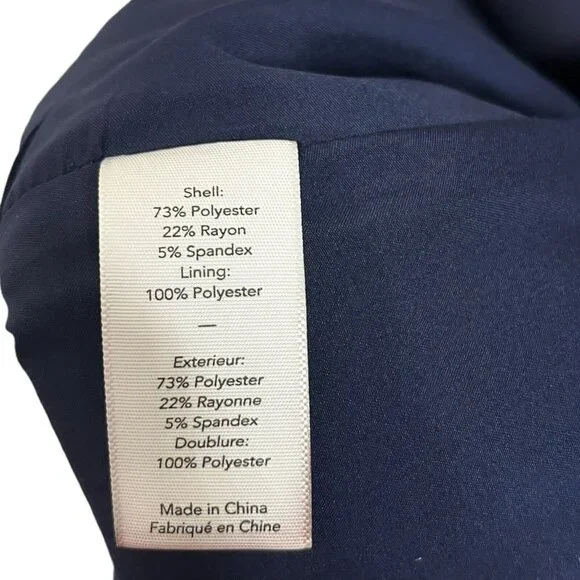 Shell:
73% Polyester
22% Rayon
5% Spandex
Lining:
100% Polyester
—
Exterieur:
73% Polyester
22% Rayonne
5% Spandex
Doublure:
100% Polyester
Made in China
Fabriqué en Chine